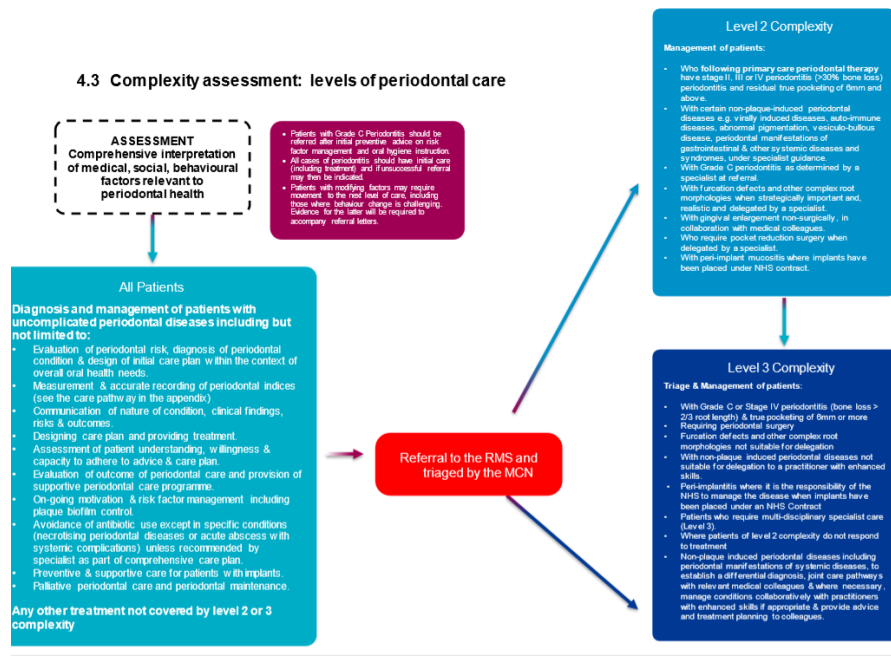 4.3 Complexity assessment: levels of periodontal care
ASSESSMENT
Comprehensive interpretation
of medical, social, behavioural
factors relevant to
periodontal health
• Patients with Grade C Periodontitis should be
referred after initial preventive advice on risk
factor management and oral hygiene instruction.
• All cases of periodontitis should have initial care
(including treatment) and if unsuccessful referral
may then be indicated.
• Patients with modifying factors may require
movement to the next level of care, including
those where behaviour change is challenging.
Evidence for the latter will be required to
accompany referral letters.
All Patients
Diagnosis and management of patients with
uncomplicated periodontal diseases including but
not limited to:
• Evaluation of periodontal risk, diagnosis of periodontal
condition & design of initial care plan within the context of
overall oral health needs.
• Measurement & accurate recording of periodontal indices
(see the care pathway in the appendix)
• Communication of nature of condition, clinical findings,
risks & outcomes.
• Designing care plan and providing treatment.
• Assessment of patient understanding, willingness &
capacity to adhere to advice & care plan.
• Evaluation of outcome of periodontal care and provision of
supportive periodontal care programme.
• On-going motivation & risk factor management including
plaque biofilm control.
• Avoidance of antibiotic use except in specific conditions
(necrotising periodontal diseases or acute abscess with
systemic complications) unless recommended by
specialist as part of comprehensive care plan.
• Preventive & supportive care for patients with implants.
• Palliative periodontal care and periodontal maintenance.
Any other treatment not covered by level 2 or 3
complexity
Referral to the RMS and
triaged by the MCN
Level 2 Complexity
Management of patients:
• Who following primary care periodontal therapy
have stage II, III or IV periodontitis (>30% bone loss)
periodontitis and residual true pocketing of 6mm and
above.
• With certain non-plaque-induced periodontal
diseases e.g. virally induced diseases, auto-immune
diseases, abnormal pigmentation, vesiculo-bullous
disease, periodontal manifestations of
gastrointestinal & other systemic diseases and
syndromes, under specialist guidance.
• With Grade C periodontitis as determined by a
specialist at referral.
• With furcation defects and other complex root
morphologies when strategically important and,
realistic and delegated by a specialist.
• With gingival enlargement non-surgically, in
collaboration with medical colleagues.
• Who require pocket reduction surgery when
delegated by a specialist.
• With peri-implant mucositis where implants have
been placed under NHS contract.
Level 3 Complexity
Triage & Management of patients:
• With Grade C or Stage IV periodontitis (bone loss >
2/3 root length) & true pocketing of 6mm or more
• Requiring periodontal surgery
• Furcation defects and other complex root
morphologies not suitable for delegation
• With non-plaque induced periodontal diseases not
suitable for delegation to a practitioner with enhanced
skills.
• Peri-implantitis where it is the responsibility of the
NHS to manage the disease when implants have
been placed under an NHS Contract
• Patients who require multi-disciplinary specialist care
(Level 3).
• Where patients of level 2 complexity do not respond
to treatment
• Non-plaque induced periodontal diseases including
periodontal manifestations of systemic diseases, to
establish a differential diagnosis, joint care pathways
with relevant medical colleagues & where necessary,
manage conditions collaboratively with practitioners
with enhanced skills if appropriate & provide advice
and treatment planning to colleagues.